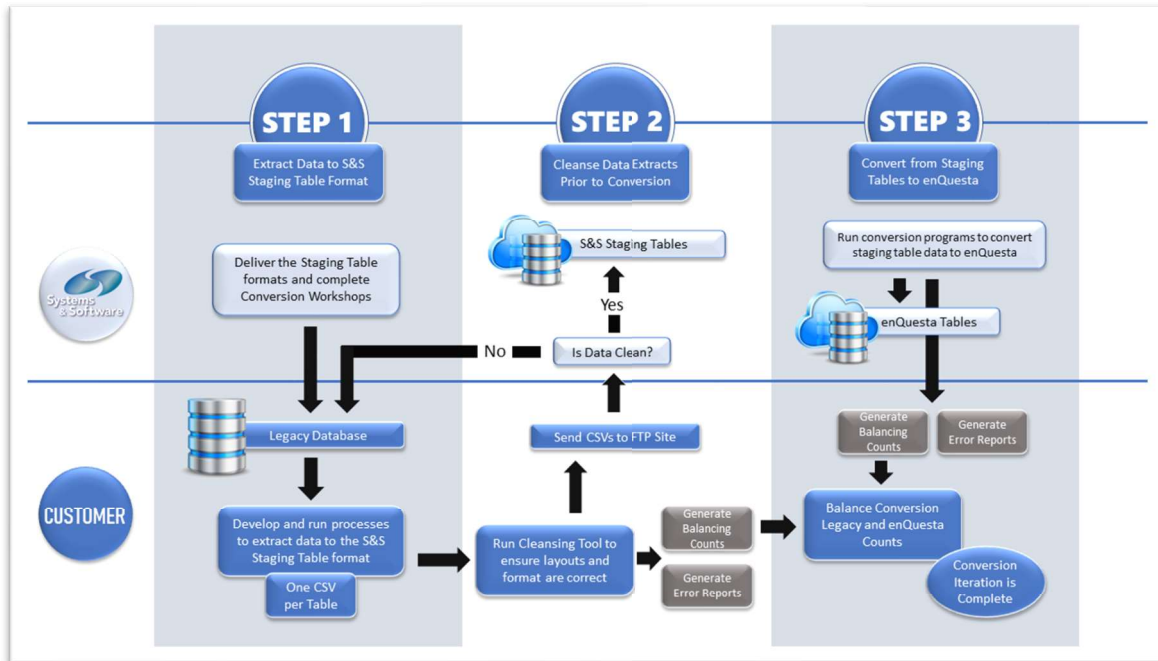 STEP 1
Extract Data to S&S
Staging Table Format
STEP 2
Cleanse Data Extracts
Prior to Conversion
STEP 3
Convert from Staging
Tables to enQuesta
Systems
& Software
Deliver the Staging Table
formats and complete
Conversion Workshops
S&S Staging Tables
Yes
Is Data Clean?
No
Run conversion programs to convert
staging table data to enQuesta
enQuesta Tables
CUSTOMER
Legacy Database
Develop and run processes
to extract data to the S&S
Staging Table format
One CSV
per Table
Send CSVs to FTP Site
Run Cleansing Tool to
ensure layouts and
format are correct
Generate
Balancing
Counts
Generate
Error Reports
Generate
Balancing
Counts
Generate
Error Reports
Balance Conversion
Legacy and enQuesta
Counts
Conversion
Iteration is
Complete